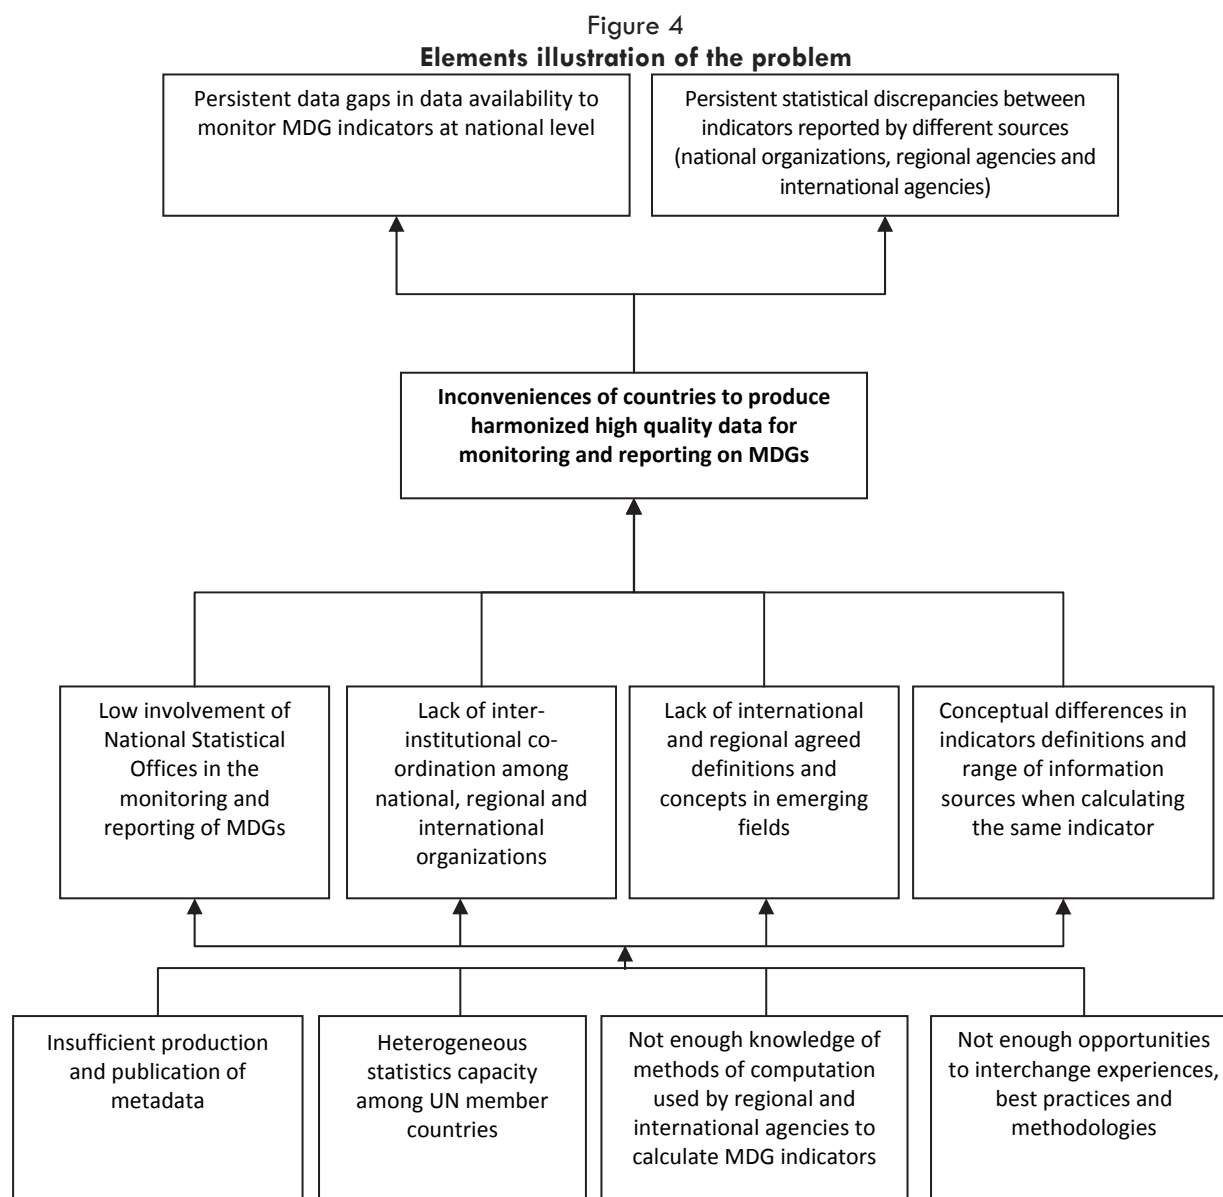 Figure 4
Elements illustration of the problem
Persistent data gaps in data availability to
monitor MDG indicators at national level
Persistent statistical discrepancies between
indicators reported by different sources
(national organizations, regional agencies and
international agencies)
Inconveniences of countries to produce
harmonized high quality data for
monitoring and reporting on MDGs
Low involvement of
National Statistical
Offices in the
monitoring and
reporting of MDGs
Lack of inter-
institutional co-
ordination among
national, regional and
international
organizations
Lack of international
and regional agreed
definitions and
concepts in emerging
fields
Conceptual differences in
indicators definitions and
range of information
sources when calculating
the same indicator
Insufficient production
and publication of
metadata
Heterogeneous
statistics capacity
among UN member
countries
Not enough knowledge of
methods of computation
used by regional and
international agencies to
calculate MDG indicators
Not enough opportunities
to interchange experiences,
best practices and
methodologies